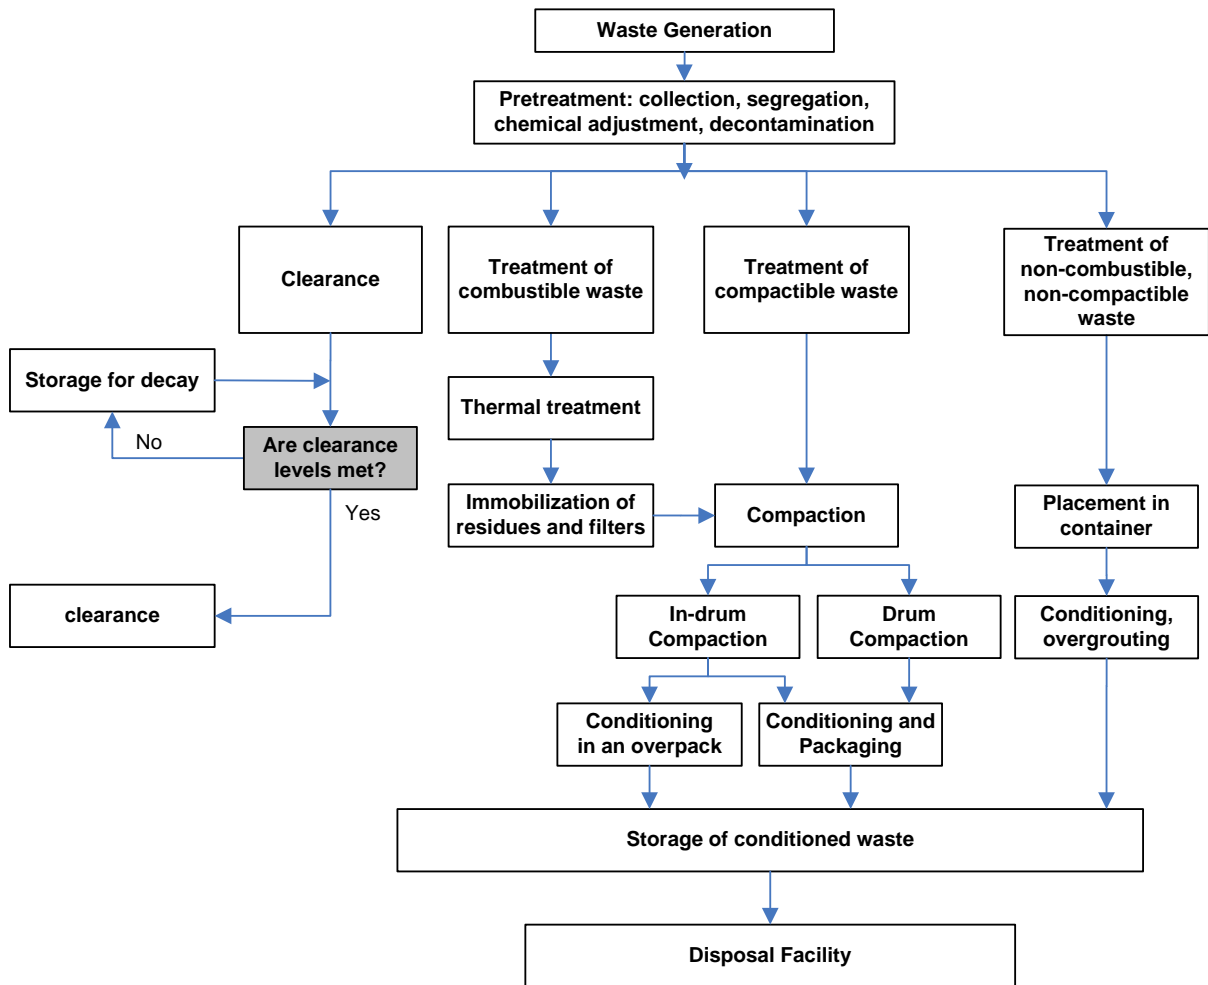 Waste Generation
Pretreatment: collection, segregation,
chemical adjustment, decontamination
Clearance
Treatment of
combustible waste
Treatment of
compactible waste
Treatment of
non-combustible,
non-compactible
waste
Storage for decay
Thermal treatment
No
Are clearance
levels met?
Yes
Immobilization of
residues and filters
Compaction
Placement in
container
clearance
In-drum
Compaction
Drum
Compaction
Conditioning,
overgrouting
Conditioning
in an overpack
Conditioning and
Packaging
Storage of conditioned waste
Disposal Facility